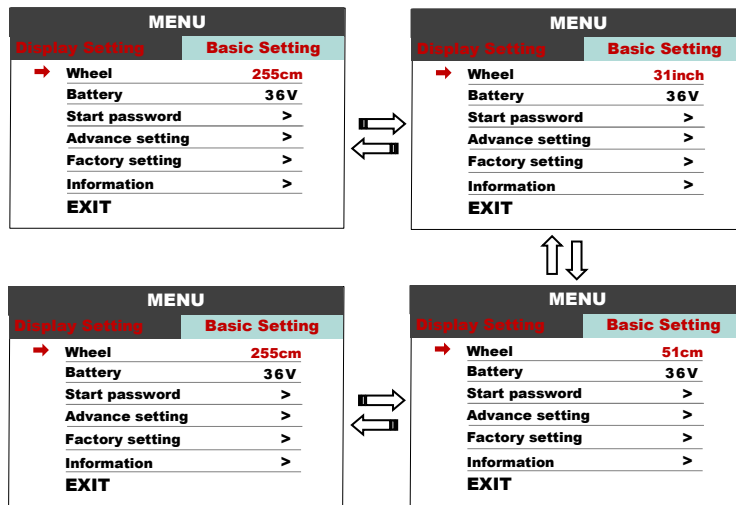 MENU
Display Setting Basic Setting
Wheel 255cm
Battery 36V
Start password >
Advance setting >
Factory setting >
Information >
EXIT
MENU
Display Setting Basic Setting
Wheel 31inch
Battery 36V
Start password >
Advance setting >
Factory setting >
Information >
EXIT
MENU
Display Setting Basic Setting
Wheel 255cm
Battery 36V
Start password >
Advance setting >
Factory setting >
Information >
EXIT
MENU
Display Setting Basic Setting
Wheel 51cm
Battery 36V
Start password >
Advance setting >
Factory setting >
Information >
EXIT